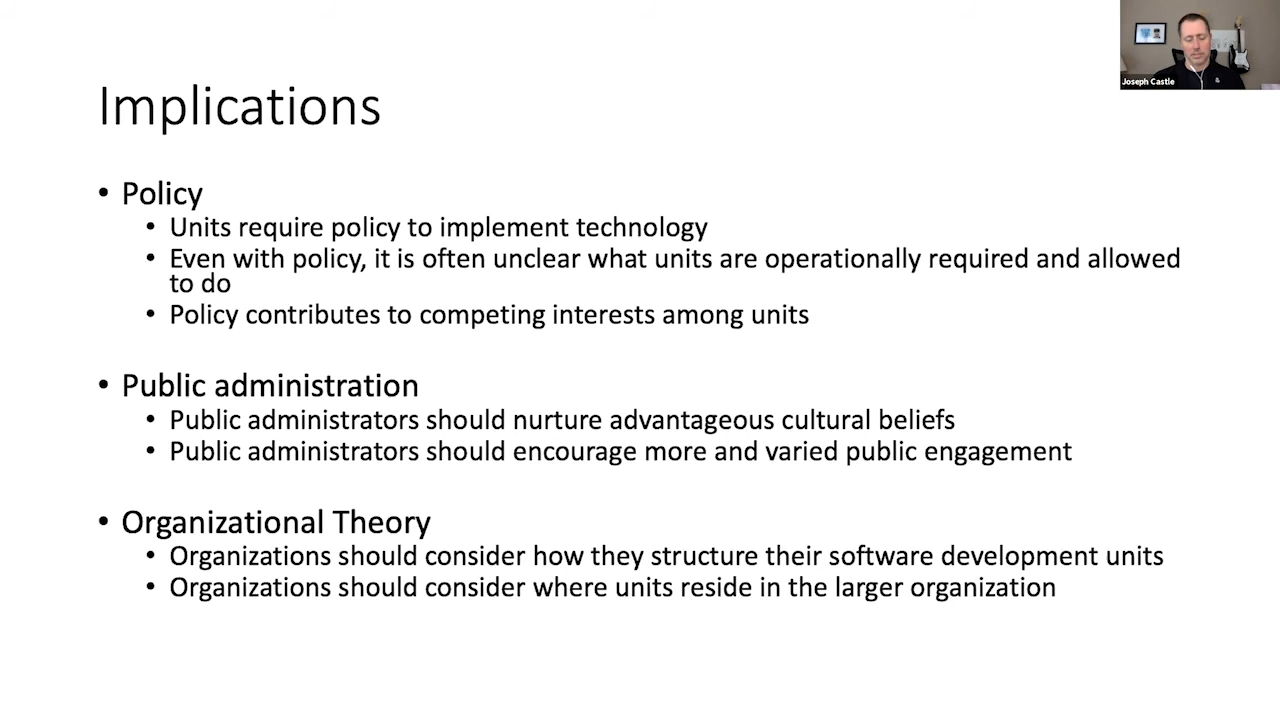 Joseph Castle
Implications
• Policy
• Units require policy to implement technology
• Even with policy, it is often unclear what units are operationally required and allowed
to do
• Policy contributes to competing interests among units
• Public administration
• Public administrators should nurture advantageous cultural beliefs
• Public administrators should encourage more and varied public engagement
• Organizational Theory
• Organizations should consider how they structure their software development units
• Organizations should consider where units reside in the larger organization